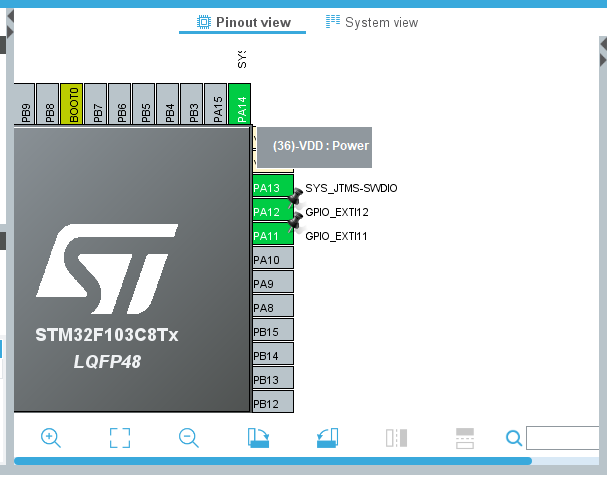 Pinout view
System view
SYS
PB9
PB8
BOOT0
PB7
PB6
PB5
PB4
PB3
PA15
PA14
(36)-VDD : Power
PA13
SYS_JTMS-SWDIO
PA12
GPIO_EXTI12
PA11
GPIO_EXTI11
PA10
PA9
PA8
PB15
PB14
PB13
PB12
ST
STM32F103C8Tx
LQFP48